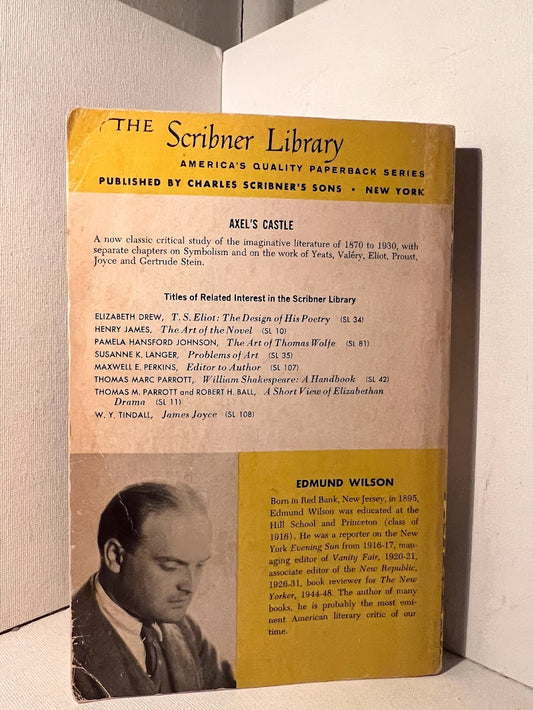 THE Scribner Library
AMERICA'S QUALITY PAPERBACK SERIES
PUBLISHED BY CHARLES SCRIBNER'S SONS • NEW YORK
AXEL'S CASTLE
A now classic critical study of the imaginative literature of 1870 to 1930, with
separate chapters on Symbolism and on the work of Yeats, Valéry, Eliot, Proust,
Joyce and Gertrude Stein.
Titles of Related Interest in the Scribner Library
ELIZABETH DREW, T. S. Eliot: The Design of His Poetry (SL 34)
HENRY JAMES, The Art of the Novel (SL 10)
PAMELA HANSFORD JOHNSON, The Art of Thomas Wolfe (SL 81)
SUSANNE K. LANGER, Problems of Art (SL 35)
MAXWELL E. PERKINS, Editor to Author (SL 107)
THOMAS MARC PARROTT, William Shakespeare: A Handbook (SL 42)
THOMAS M. PARROTT and ROBERT H. BALL, A Short View of Elizabethan
Drama (SL 11)
W. Y. TINDALL, James Joyce (SL 108)
EDMUND WILSON
Born in Red Bank, New Jersey, in 1895,
Edmund Wilson was educated at the
Hill School and Princeton (class of
1916). He was a reporter on the New
York Evening Sun from 1916-17, man-
aging editor of Vanity Fair, 1920-21,
associate editor of the New Republic,
1926-31, book reviewer for The New
Yorker, 1944-48. The author of many
books, he is probably the most emi-
nent American literary critic of our
time.